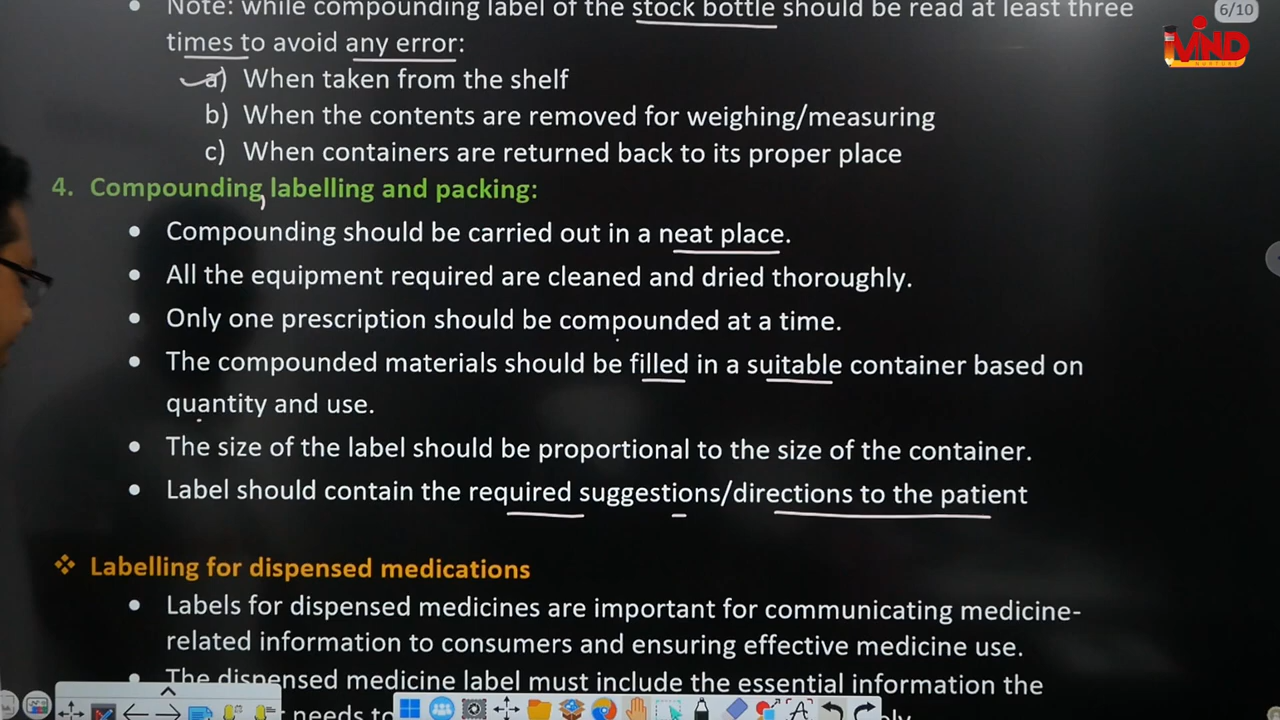 • Note: while compounding label of the stock bottle should be read at least three
6/10
MIND
NURTURE
times to avoid any error:
a) When taken from the shelf
b) When the contents are removed for weighing/measuring
c) When containers are returned back to its proper place
4. Compounding, labelling and packing:
• Compounding should be carried out in a neat place.
• All the equipment required are cleaned and dried thoroughly.
• Only one prescription should be compounded at a time.
• The compounded materials should be filled in a suitable container based on
quantity and use.
• The size of the label should be proportional to the size of the container.
• Label should contain the required suggestions/directions to the patient
❖ Labelling for dispensed medications
• Labels for dispensed medicines are important for communicating medicine-
related information to consumers and ensuring effective medicine use.
• The dispensed medicine label must include the essential information the
needs to